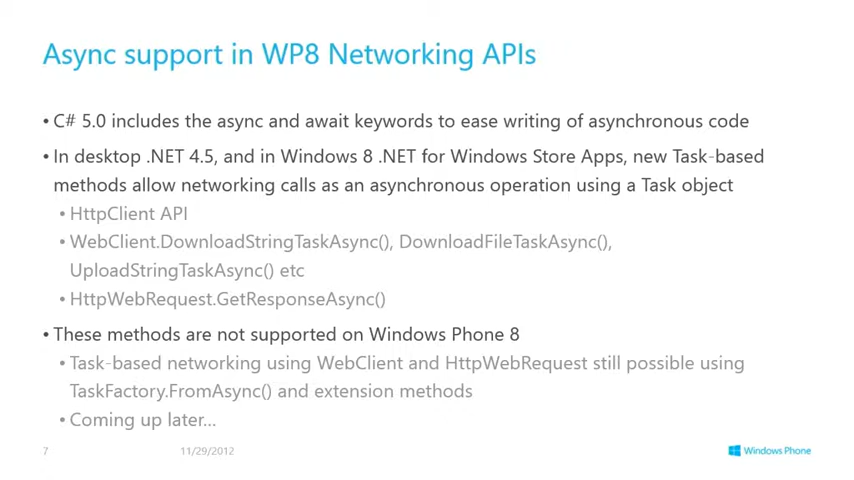 Async support in WP8 Networking APIs
• C# 5.0 includes the async and await keywords to ease writing of asynchronous code
• In desktop .NET 4.5, and in Windows 8 .NET for Windows Store Apps, new Task-based
methods allow networking calls as an asynchronous operation using a Task object
• HttpClient API
• WebClient.DownloadStringTaskAsync(), DownloadFileTaskAsync(),
UploadStringTaskAsync() etc
• HttpWebRequest.GetResponseAsync()
• These methods are not supported on Windows Phone 8
• Task-based networking using WebClient and HttpWebRequest still possible using
TaskFactory.FromAsync() and extension methods
• Coming up later...
7 11/29/2012 Windows Phone